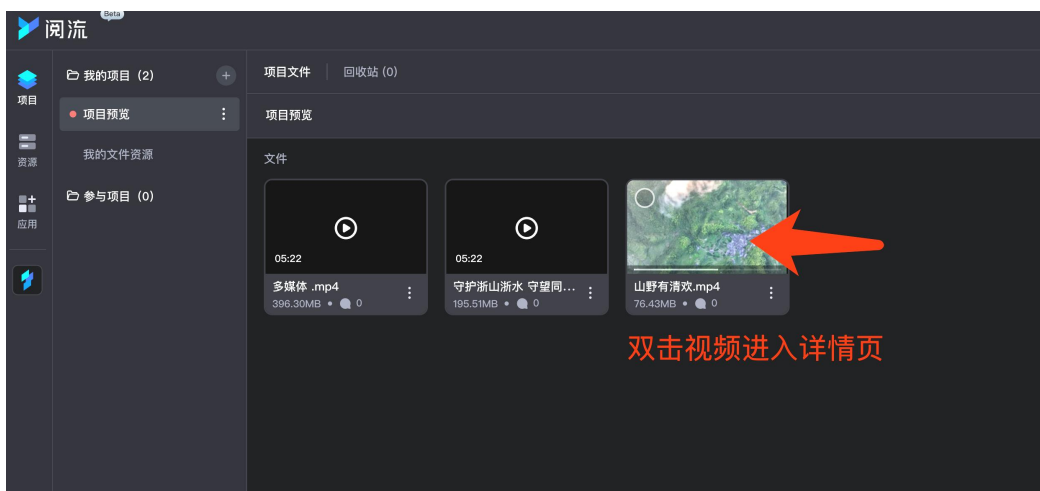 阅流 Beta
项目
资源
应用
我的项目 (2) +
项目预览
我的文件资源
参与项目 (0)
项目文件 回收站 (0)
项目预览
文件
05:22
多媒体 .mp4
396.30MB • 0
05:22
守护浙山浙水 守望同...
195.51MB • 0
山野有清欢.mp4
76.43MB • 0
双击视频进入详情页